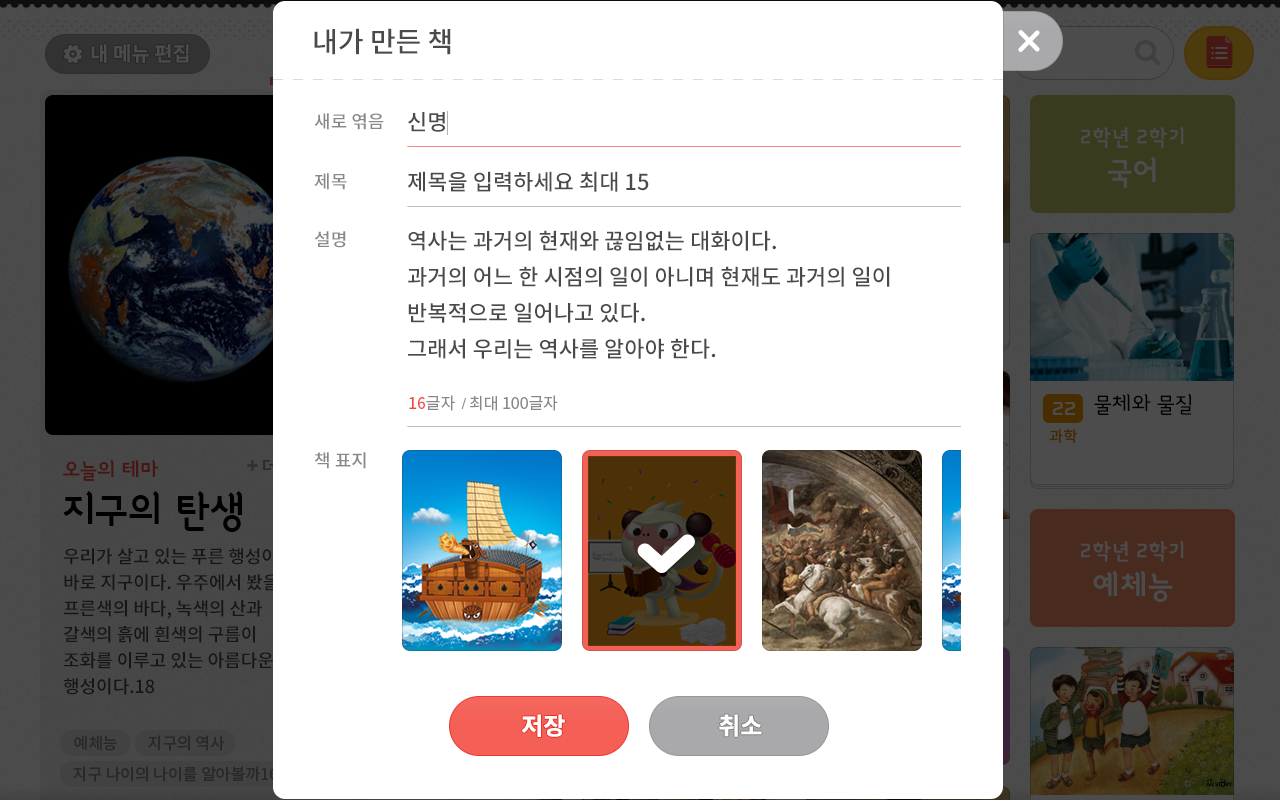 내 메뉴 편집
내가 만든 책
새로 엮음
신명
제목
제목을 입력하세요 최대 15
설명
역사는 과거의 현재와 끊임없는 대화이다.
과거의 어느 한 시점의 일이 아니며 현재도 과거의 일이
반복적으로 일어나고 있다.
그래서 우리는 역사를 알아야 한다.
16글자 / 최대 100글자
책 표지
저장
취소
오늘의 테마
지구의 탄생
우리가 살고 있는 푸른 행성이
바로 지구이다. 우주에서 봤을
프른색의 바다, 녹색의 산과
갈색의 흙에 흰색의 구름이
조화를 이루고 있는 아름다운
행성이다.18
예체능
지구의 역사
지구 나이의 나이를 알아볼까16
2학년 2학기
국어
22
물체와 물질
과학
2학년 2학기
예체능